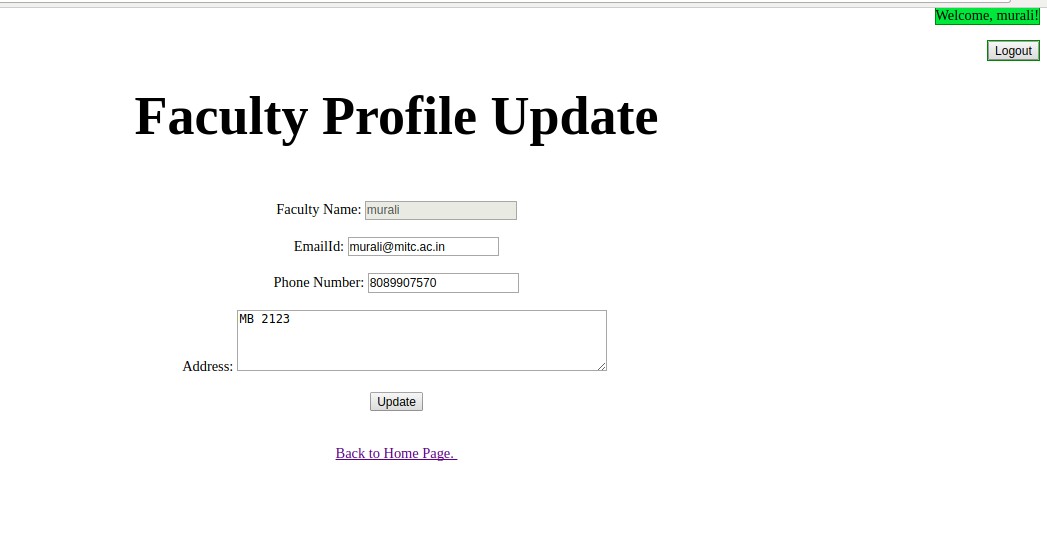 Welcome, murali!
Logout
Faculty Profile Update
Faculty Name: murali
EmailId: murali@mitc.ac.in
Phone Number: 8089907570
Address: MB 2123
Update
Back to Home Page.